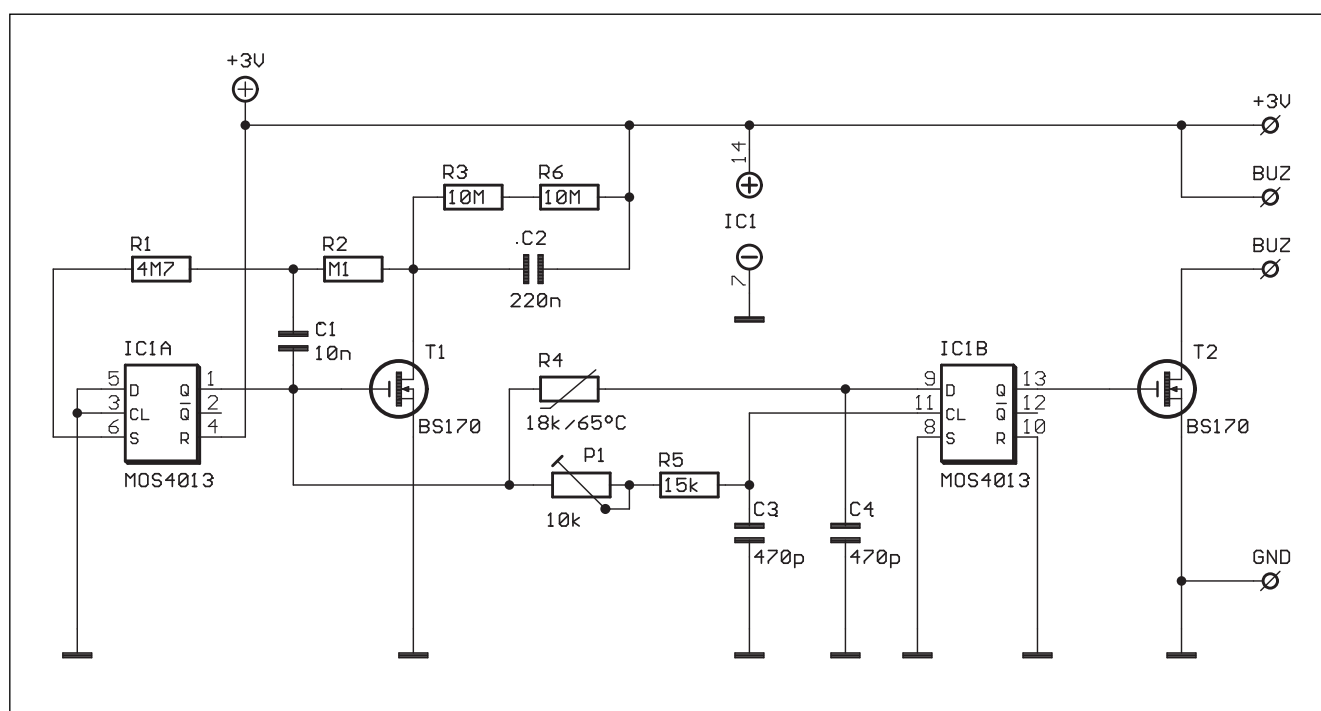 +3V
+3V
14
R3
R6
10M
10M
BUZ
IC1
.C2
BUZ
R1
R2
4M7
M1
7
220n
C1
10n
IC1A
T1
R4
IC1B
T2
5
D
Q
1
3
CL
Q
2
6
S
R
4
MOS4013
BS170
18k/65°C
9
D
Q
13
11
CL
Q
12
8
S
R
10
MOS4013
BS170
P1
R5
15k
10k
C3
470p
C4
470p
GND